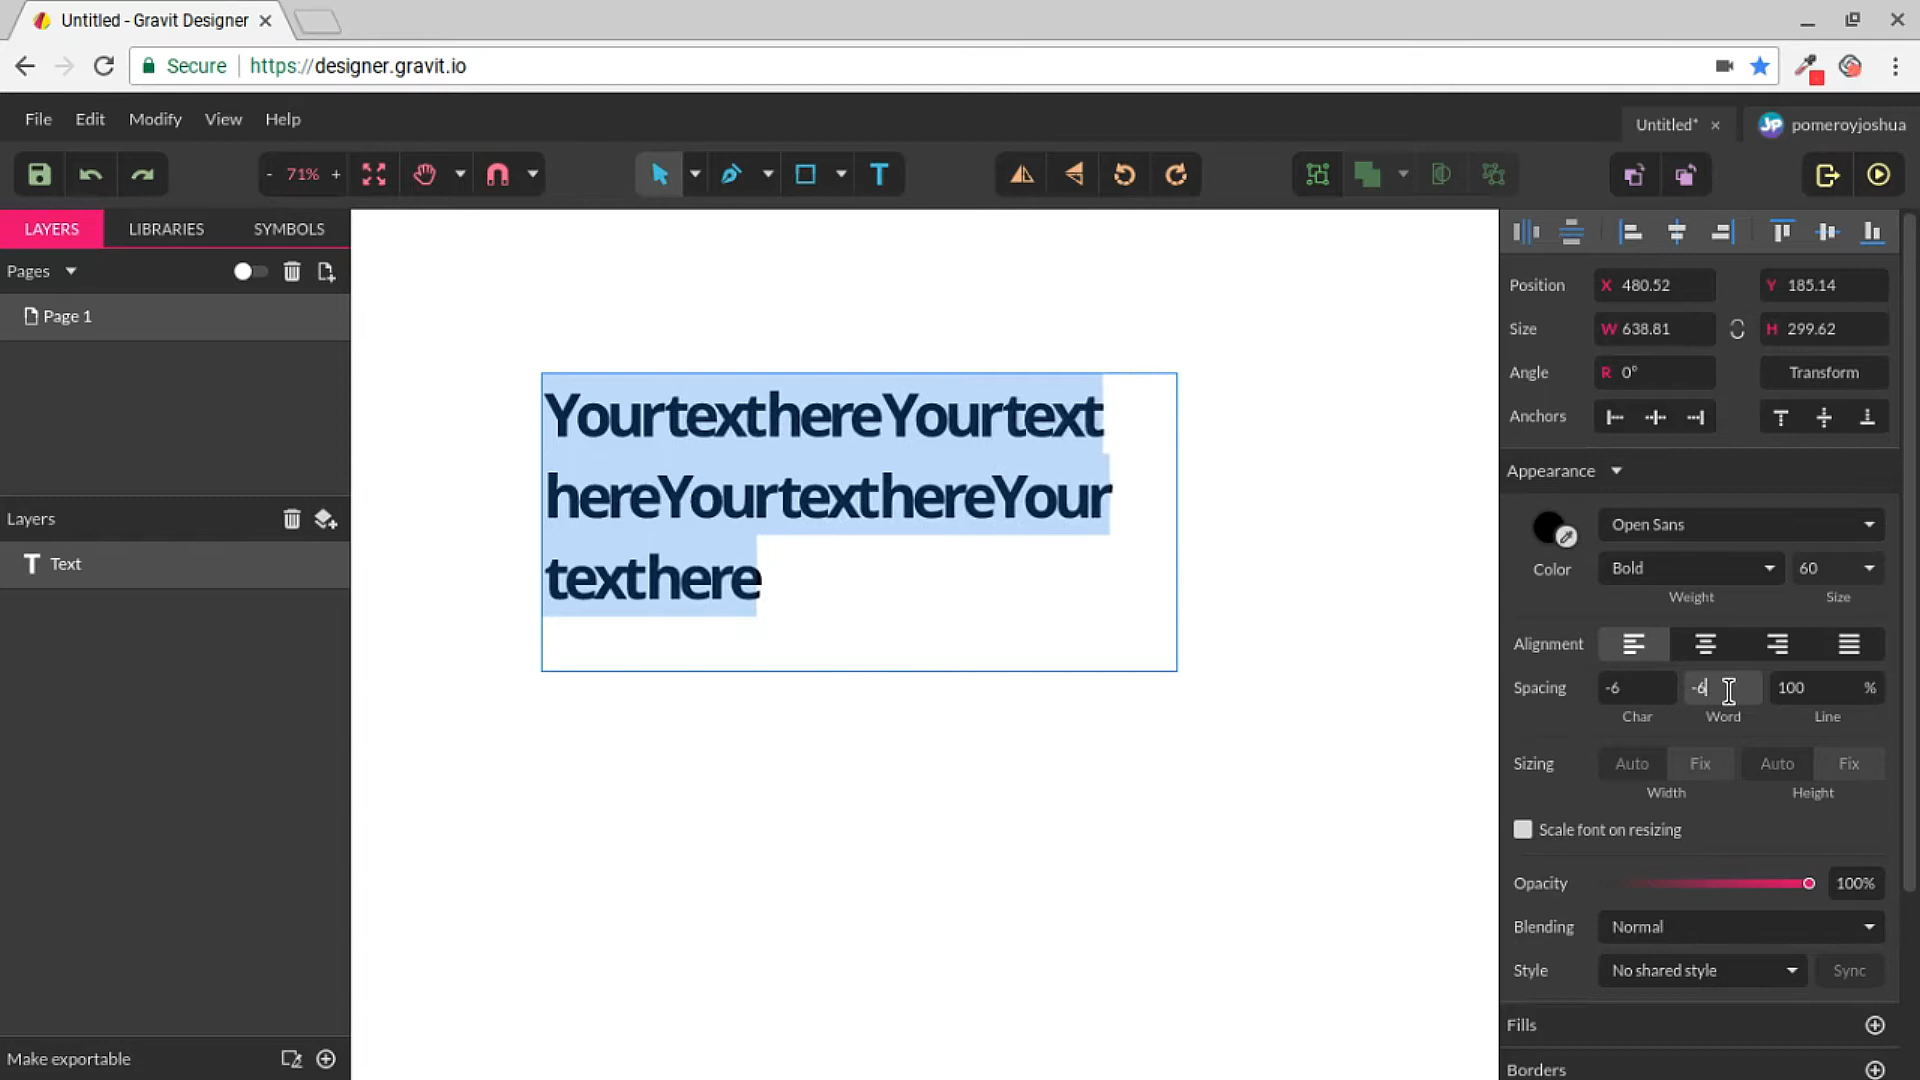 Untitled - Gravit Designer
Secure https://designer.gravit.io
File Edit Modify View Help
Untitled* pomeroyjoshua
- 71% +
LAYERS LIBRARIES SYMBOLS
Pages
Page 1
Layers
Text
Make exportable
YourtexthereYourtext
hereYourtexthereYour
texthere
Position X 480.52 Y 185.14
Size W 638.81 H 299.62
Angle R 0° Transform
Anchors
Appearance
Open Sans
Color Bold 60
Weight Size
Alignment
Spacing -6 -6 100 %
Char Word Line
Sizing Auto Fix Auto Fix
Width Height
Scale font on resizing
Opacity 100%
Blending Normal
Style No shared style Sync
Fills
Borders